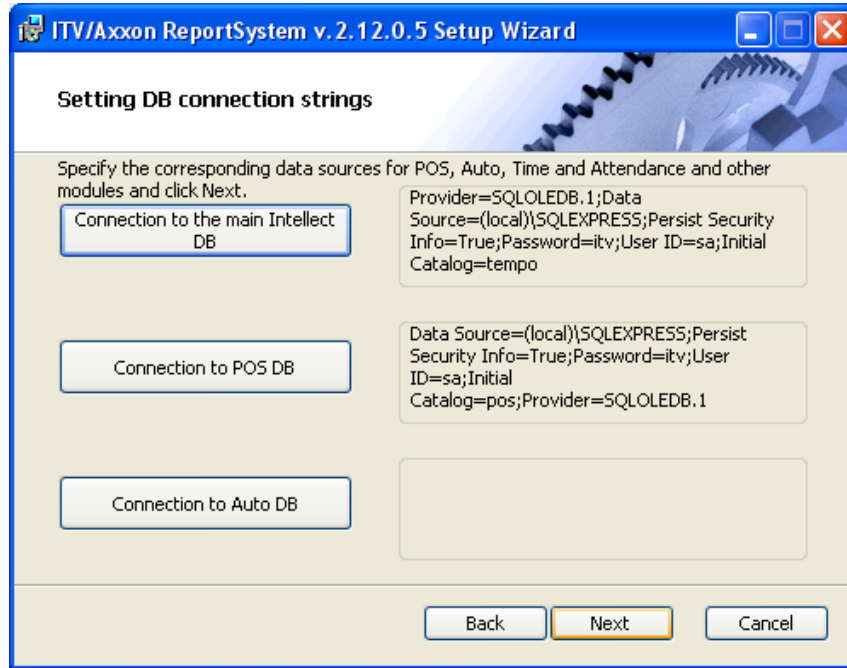 ITV/Axxon ReportSystem v.2.12.0.5 Setup Wizard
Setting DB connection strings
Specify the corresponding data sources for POS, Auto, Time and Attendance and other
modules and click Next.
Connection to the main Intellect
DB
Provider=SQLOLEDB.1;Data
Source=(local)\SQLEXPRESS;Persist Security
Info=True;Password=itv;User ID=sa;Initial
Catalog=tempo
Connection to POS DB
Data Source=(local)\SQLEXPRESS;Persist
Security Info=True;Password=itv;User
ID=sa;Initial
Catalog=pos;Provider=SQLOLEDB.1
Connection to Auto DB
Back
Next
Cancel